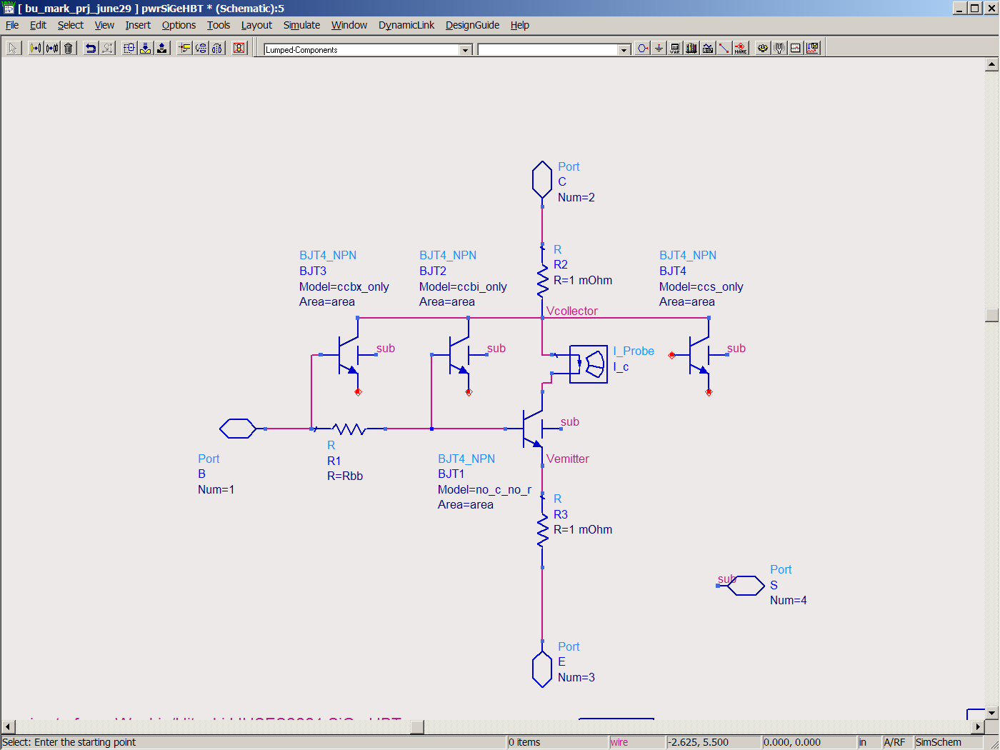 [ bu_mark_prj_june29 ] pwrSiGeHBT * (Schematic):5
File Edit Select View Insert Options Tools Layout Simulate Window DynamicLink DesignGuide Help
Lumped-Components
VAR
NAME
Port
C
Num=2
BJT4_NPN
BJT3
Model=ccbx_only
Area=area
BJT4_NPN
BJT2
Model=ccbi_only
Area=area
R
R2
R=1 mOhm
BJT4_NPN
BJT4
Model=ccs_only
Area=area
Vcollector
sub
sub
I_Probe
I_c
sub
sub
R
R1
R=Rbb
Port
B
Num=1
BJT4_NPN
BJT1
Model=no_c_no_r
Area=area
Vemitter
R
R3
R=1 mOhm
sub
Port
S
Num=4
Port
E
Num=3
Select: Enter the starting point 0 items wire -2.625, 5.500 0.000, 0.000 in A/RF SimSchem